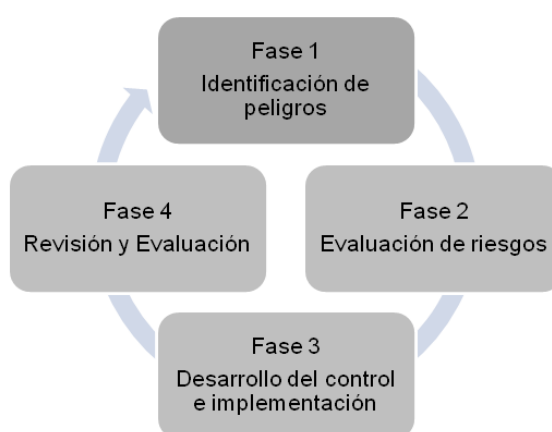 Fase 1
Identificación de
peligros
Fase 2
Evaluación de riesgos
Fase 3
Desarrollo del control
e implementación
Fase 4
Revisión y Evaluación